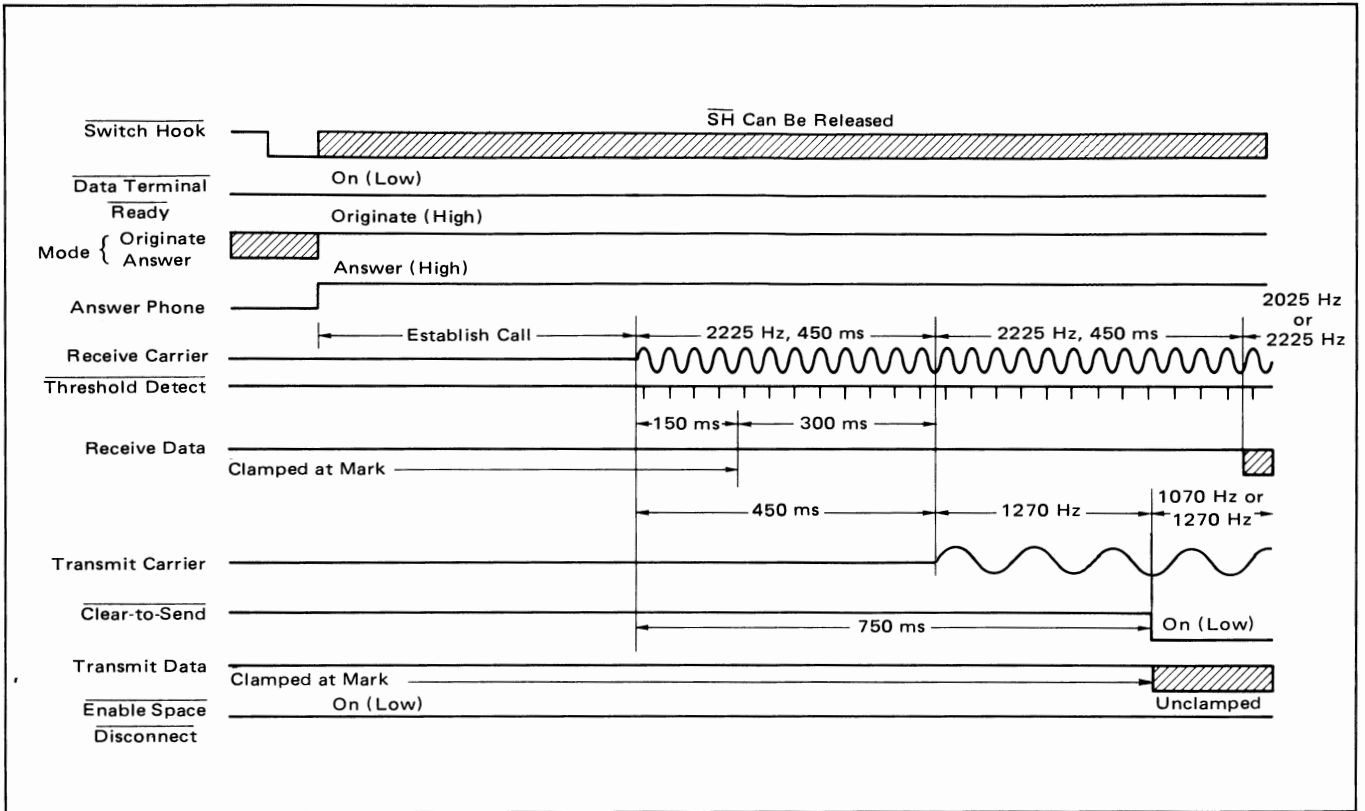 SH Can Be Released
Switch Hook
On (Low)
Data Terminal
Ready
Originate (High)
Mode { Originate
Answer
Answer (High)
Answer Phone
2025 Hz
or
2225 Hz
Establish Call
2225 Hz, 450 ms
2225 Hz, 450 ms
Receive Carrier
Threshold Detect
150 ms
300 ms
Receive Data
Clamped at Mark
450 ms
1270 Hz
1070 Hz or
1270 Hz
Transmit Carrier
Clear-to-Send
750 ms
On (Low)
Transmit Data
Clamped at Mark
Unclamped
Enable Space
Disconnect
On (Low)